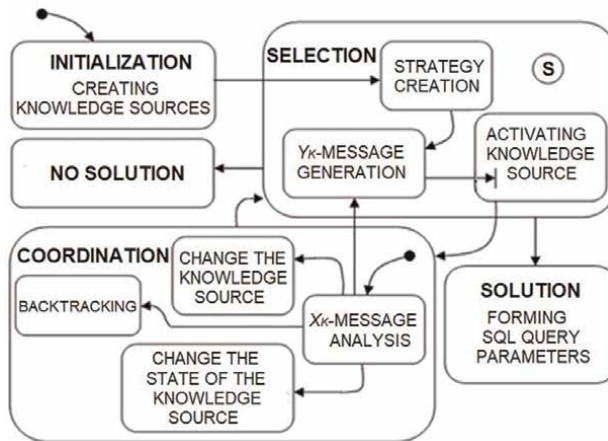 INITIALIZATION
CREATING
KNOWLEDGE SOURCES
SELECTION
STRATEGY
CREATION
S
YK-MESSAGE
GENERATION
ACTIVATING
KNOWLEDGE
SOURCE
NO SOLUTION
COORDINATION
CHANGE THE
KNOWLEDGE
SOURCE
BACKTRACKING
XK-MESSAGE
ANALYSIS
CHANGE THE
STATE OF THE
KNOWLEDGE
SOURCE
SOLUTION
FORMING
SQL QUERY
PARAMETERS